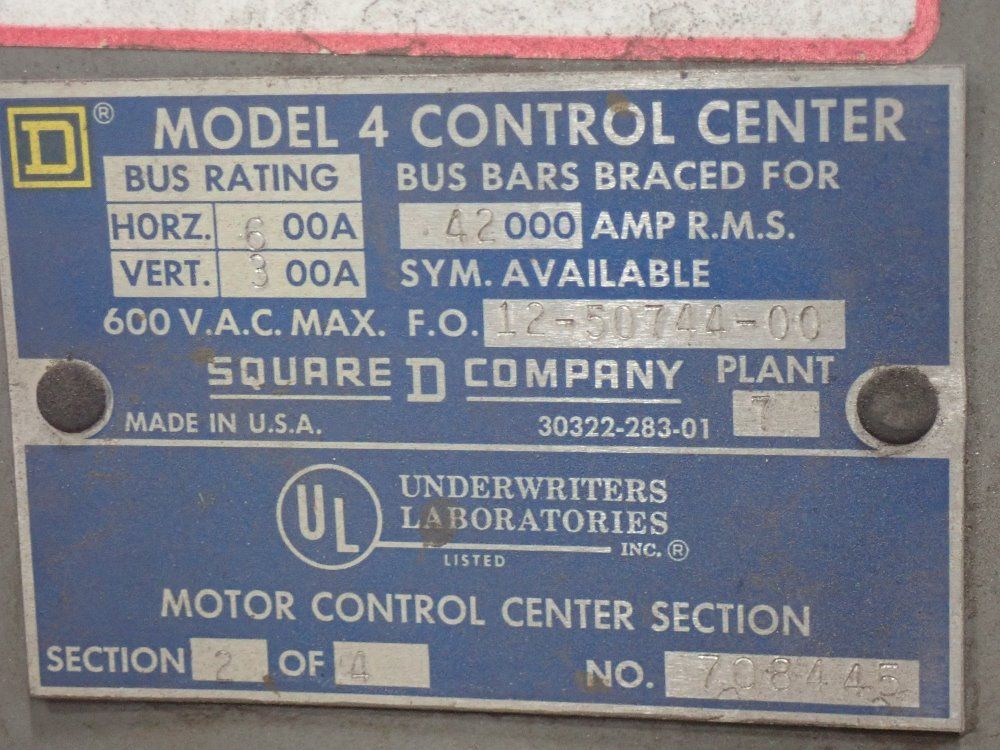 D ® MODEL 4 CONTROL CENTER
BUS RATING BUS BARS BRACED FOR
HORZ. 600A 42000 AMP R.M.S.
VERT. 300A SYM. AVAILABLE
600 V.A.C. MAX. F.O. 12-50744-00
SQUARE D COMPANY PLANT
MADE IN U.S.A. 30322-283-01 7
UL UNDERWRITERS
LABORATORIES
INC. ®
LISTED
MOTOR CONTROL CENTER SECTION
SECTION 2 OF 4 NO. 708445